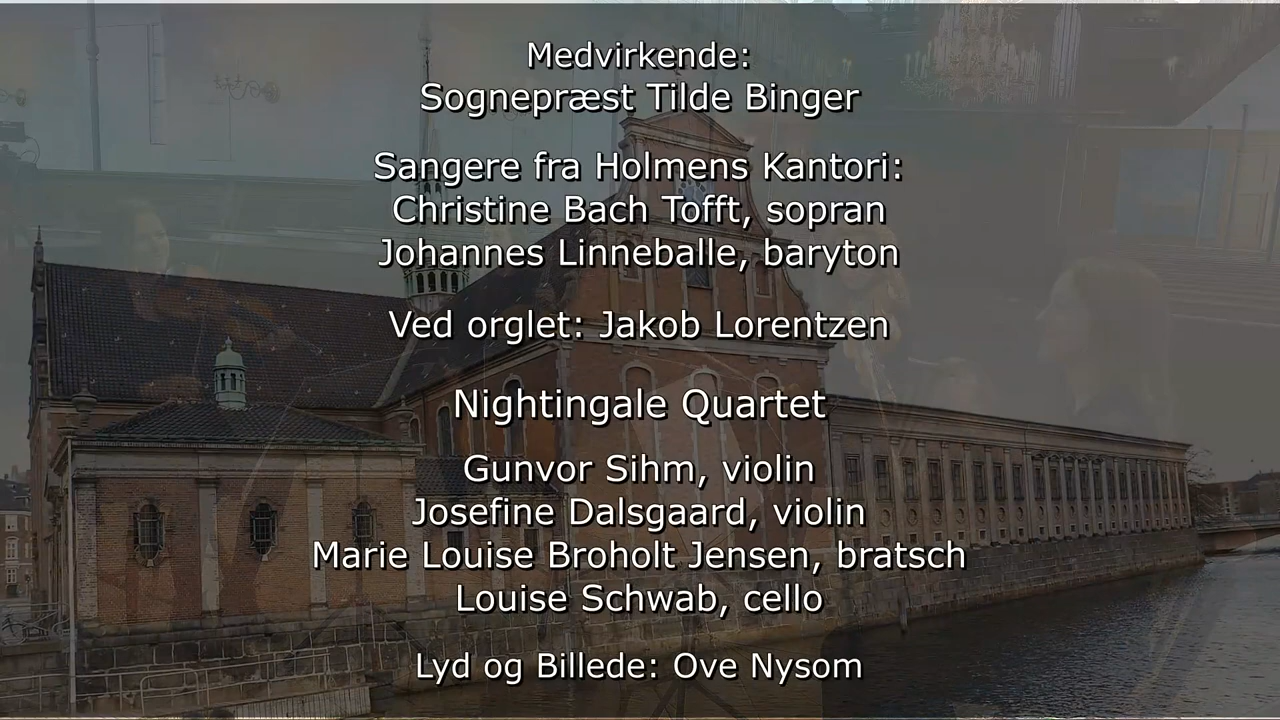 Medvirkende:
Sognepræst Tilde Binger
Sangere fra Holmens Kantori:
Christine Bach Tofft, sopran
Johannes Linneballe, baryton
Ved orglet: Jakob Lorentzen
Nightingale Quartet
Gunvor Sihm, violin
Josefine Dalsgaard, violin
Marie Louise Broholt Jensen, bratsch
Louise Schwab, cello
Lyd og Billede: Ove Nysom